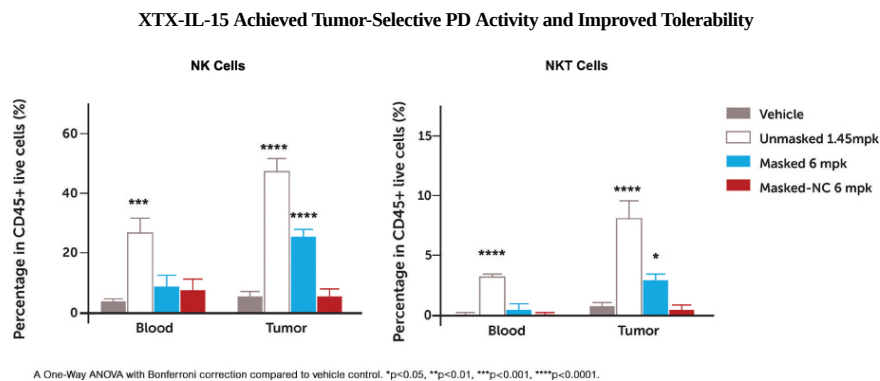 XTX-IL-15 Achieved Tumor-Selective PD Activity and Improved Tolerability
NK Cells
Percentage in CD45+ live cells (%)
60
40
20
0
***
****
****
Blood
Tumor
NKT Cells
Percentage in CD45+ live cells (%)
15
10
5
0
****
****
*
Blood
Tumor
Vehicle
Unmasked 1.45mpk
Masked 6 mpk
Masked-NC 6 mpk
A One-Way ANOVA with Bonferroni correction compared to vehicle control. *p<0.05, **p<0.01, ***p<0.001, ****p<0.0001.